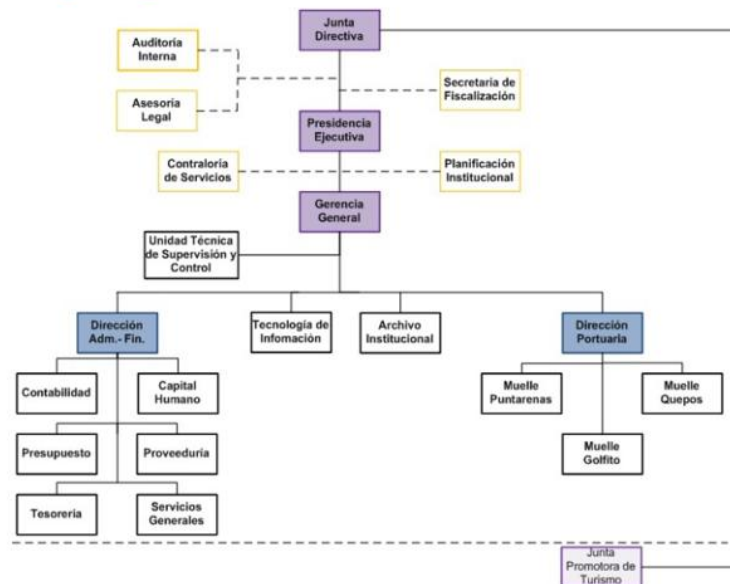 Junta
Directiva
Auditoría
Interna
Secretaria de
Fiscalización
Asesoría
Legal
Presidencia
Ejecutiva
Contraloría
de Servicios
Planificación
Institucional
Gerencia
General
Unidad Técnica
de Supervisión y
Control
Dirección
Adm.- Fin.
Tecnología de
Infomación
Archivo
Institucional
Dirección
Portuaria
Contabilidad
Capital
Humano
Muelle
Puntarenas
Muelle
Quepos
Presupuesto
Proveeduría
Muelle
Golfito
Tesorería
Servicios
Generales
Junta
Promotora de
Turismo